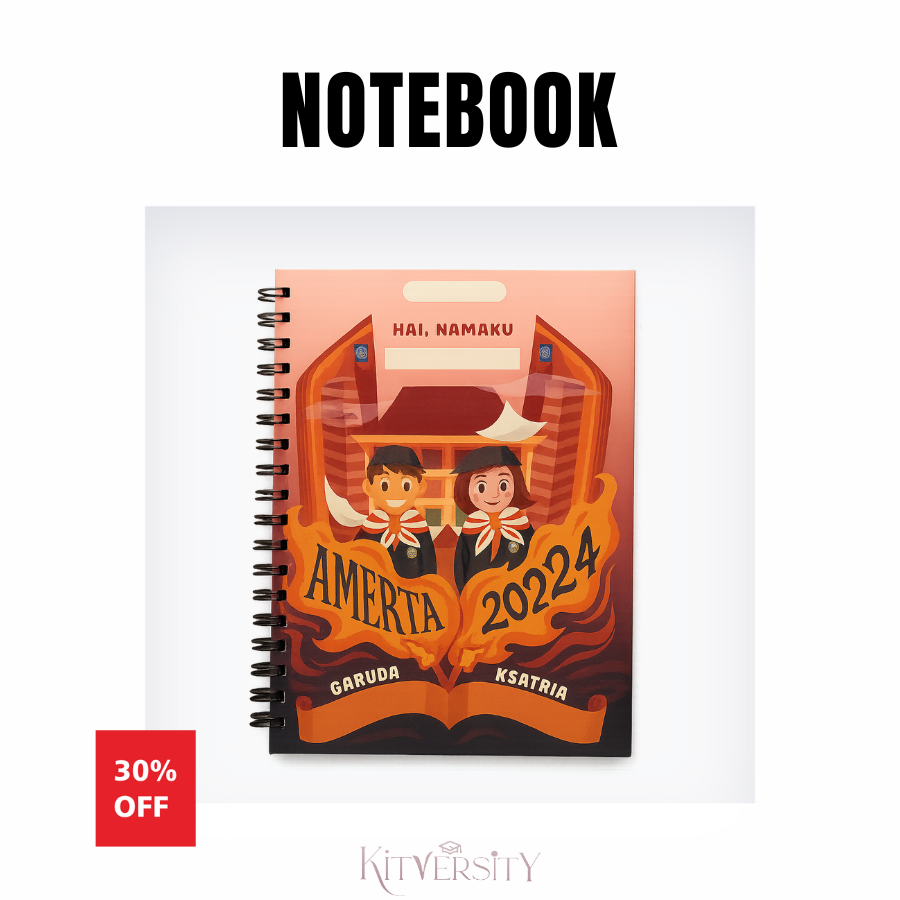 NOTEBOOK
HAI, NAMAKU
AMERTA
20224
GARUDA
KSATRIA
30%
OFF
KITVERSITY